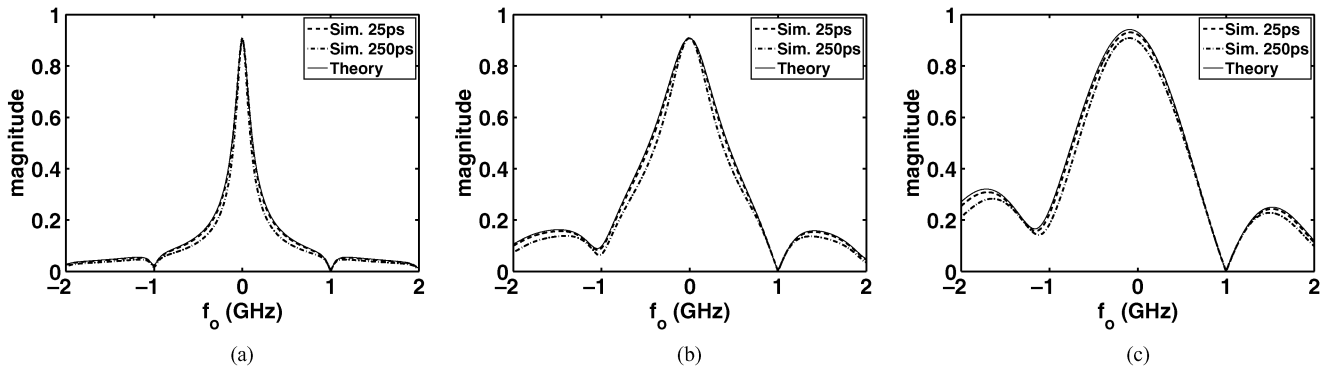 1
0.8
0.6
0.4
0.2
0
magnitude
Sim. 25ps
Sim. 250ps
Theory
−2
−1
0
1
2
f_o (GHz)
(a)
1
0.8
0.6
0.4
0.2
0
magnitude
Sim. 25ps
Sim. 250ps
Theory
−2
−1
0
1
2
f_o (GHz)
(b)
1
0.8
0.6
0.4
0.2
0
magnitude
Sim. 25ps
Sim. 250ps
Theory
−2
−1
0
1
2
f_o (GHz)
(c)